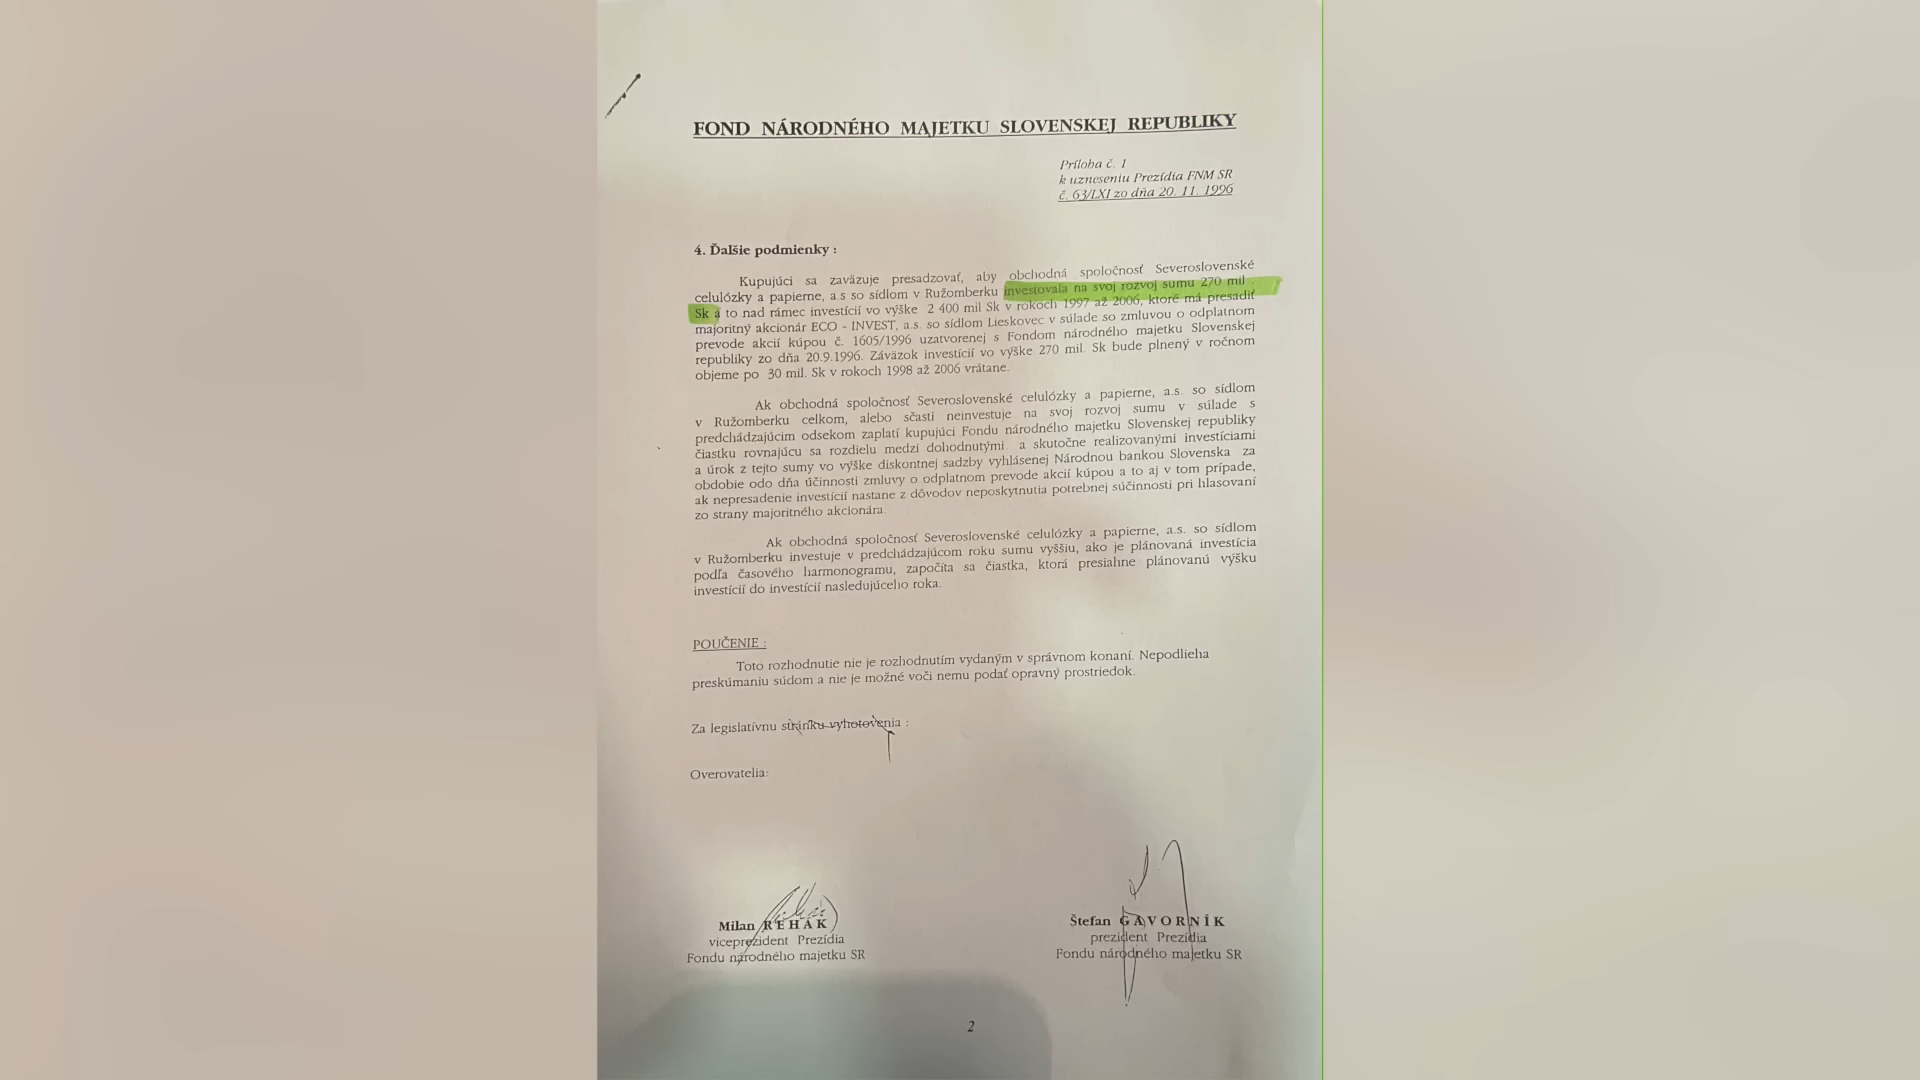 FOND NÁRODNÉHO MAJETKU SLOVENSKEJ REPUBLIKY
Príloha č. 1
k uzneseniu Prezídia FNM SR
č. 63/LXI zo dňa 20. 11. 1996
4. Ďalšie podmienky :
Kupujúci sa zaväzuje presadzovať, aby obchodná spoločnosť Severoslovenské
celulózky a papierne, a.s so sídlom v Ružomberku investovala na svoj rozvoj sumu 270 mil .
Sk a to nad rámec investícií vo výške 2 400 mil Sk v rokoch 1997 až 2006, ktoré má presadiť
majoritný akcionár ECO - INVEST, a.s. so sídlom Lieskovec v súlade so zmluvou o odplatnom
prevode akcií kúpou č. 1605/1996 uzatvorenej s Fondom národného majetku Slovenskej
republiky zo dňa 20.9.1996. Záväzok investícií vo výške 270 mil. Sk bude plnený v ročnom
objeme po 30 mil. Sk v rokoch 1998 až 2006 vrátane.
Ak obchodná spoločnosť Severoslovenské celulózky a papierne, a.s. so sídlom
v Ružomberku celkom, alebo sčasti neinvestuje na svoj rozvoj sumu v súlade s
predchádzajúcim odsekom zaplatí kupujúci Fondu národného majetku Slovenskej republiky
čiastku rovnajúcu sa rozdielu medzi dohodnutými a skutočne realizovanými investíciami
a úrok z tejto sumy vo výške diskontnej sadzby vyhlásenej Národnou bankou Slovenska za
obdobie odo dňa účinnosti zmluvy o odplatnom prevode akcií kúpou a to aj v tom prípade,
ak nepresadenie investícií nastane z dôvodov neposkytnutia potrebnej súčinnosti pri hlasovaní
zo strany majoritného akcionára.
Ak obchodná spoločnosť Severoslovenské celulózky a papierne, a.s. so sídlom
v Ružomberku investuje v predchádzajúcom roku sumu vyššiu, ako je plánovaná investícia
podľa časového harmonogramu, započíta sa čiastka, ktorá presiahne plánovanú výšku
investícií do investícií nasledujúceho roka.
POUČENIE :
Toto rozhodnutie nie je rozhodnutím vydaným v správnom konaní. Nepodlieha
preskúmaniu súdom a nie je možné voči nemu podať opravný prostriedok.
Za legislatívnu stránku vyhotovenia :
Overovatelia:
Milan REHÁK
viceprezident Prezídia
Fondu národného majetku SR
Štefan GAVORNÍK
prezident Prezídia
Fondu národného majetku SR
2